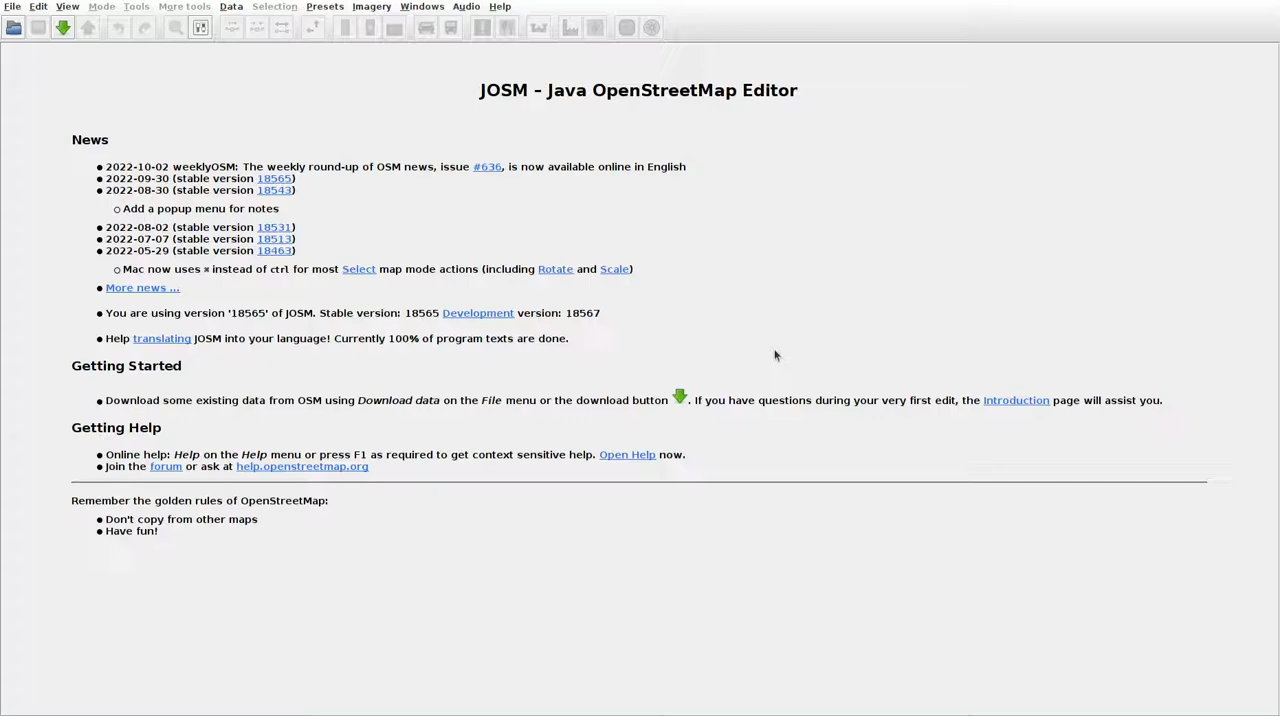 File Edit View Mode Tools More tools Data Selection Presets Imagery Windows Audio Help
JOSM – Java OpenStreetMap Editor
News
2022-10-02 weeklyOSM: The weekly round-up of OSM news, issue #636, is now available online in English
2022-09-30 (stable version 18565)
2022-08-30 (stable version 18543)
Add a popup menu for notes
2022-08-02 (stable version 18531)
2022-07-07 (stable version 18513)
2022-05-29 (stable version 18463)
Mac now uses ⌘ instead of ctrl for most Select map mode actions (including Rotate and Scale)
More news ...
You are using version '18565' of JOSM. Stable version: 18565 Development version: 18567
Help translating JOSM into your language! Currently 100% of program texts are done.
Getting Started
Download some existing data from OSM using Download data on the File menu or the download button . If you have questions during your very first edit, the Introduction page will assist you.
Getting Help
Online help: Help on the Help menu or press F1 as required to get context sensitive help. Open Help now.
Join the forum or ask at help.openstreetmap.org
Remember the golden rules of OpenStreetMap:
Don't copy from other maps
Have fun!